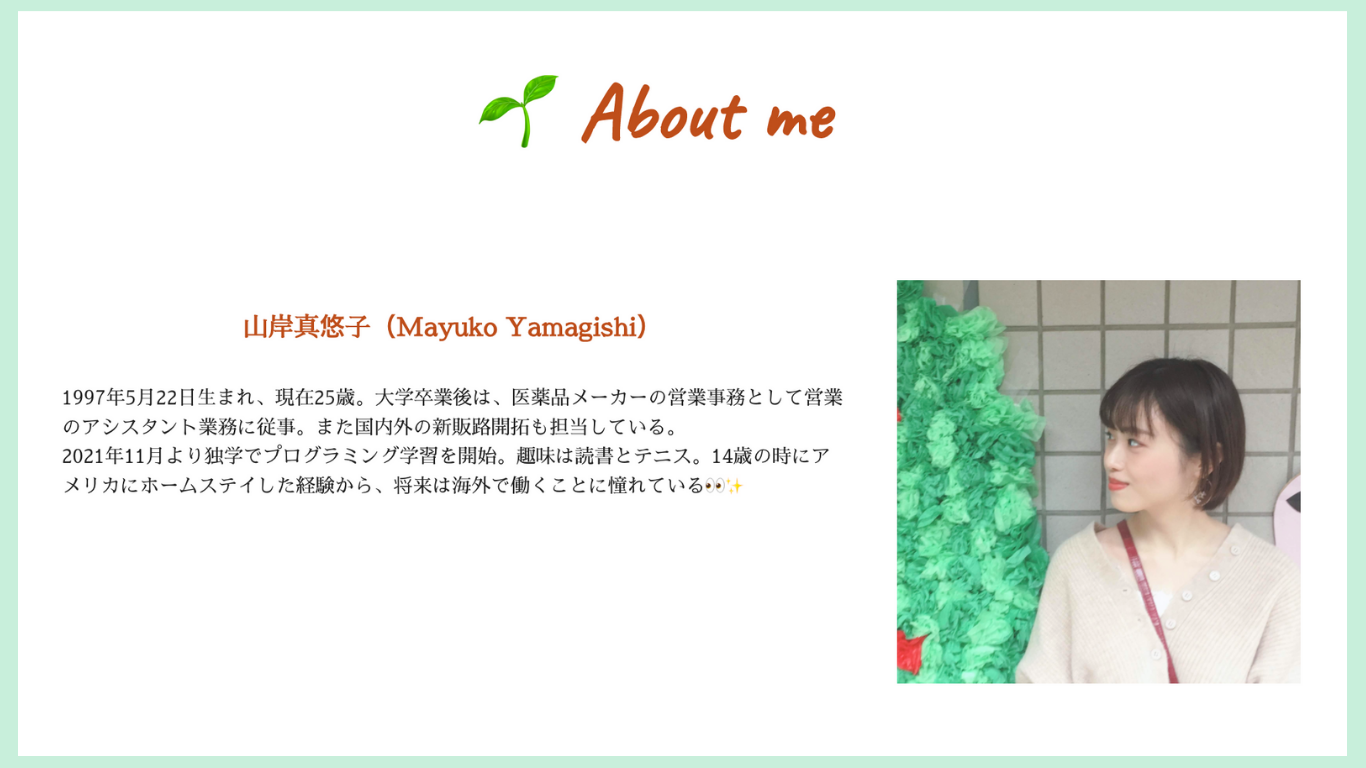 🌱 About me
山岸真悠子（Mayuko Yamagishi）
1997年5月22日生まれ、現在25歳。大学卒業後は、医薬品メーカーの営業事務として営業
のアシスタント業務に従事。また国内外の新販路開拓も担当している。
2021年11月より独学でプログラミング学習を開始。趣味は読書とテニス。14歳の時にア
メリカにホームステイした経験から、将来は海外で働くことに憧れている👀✨